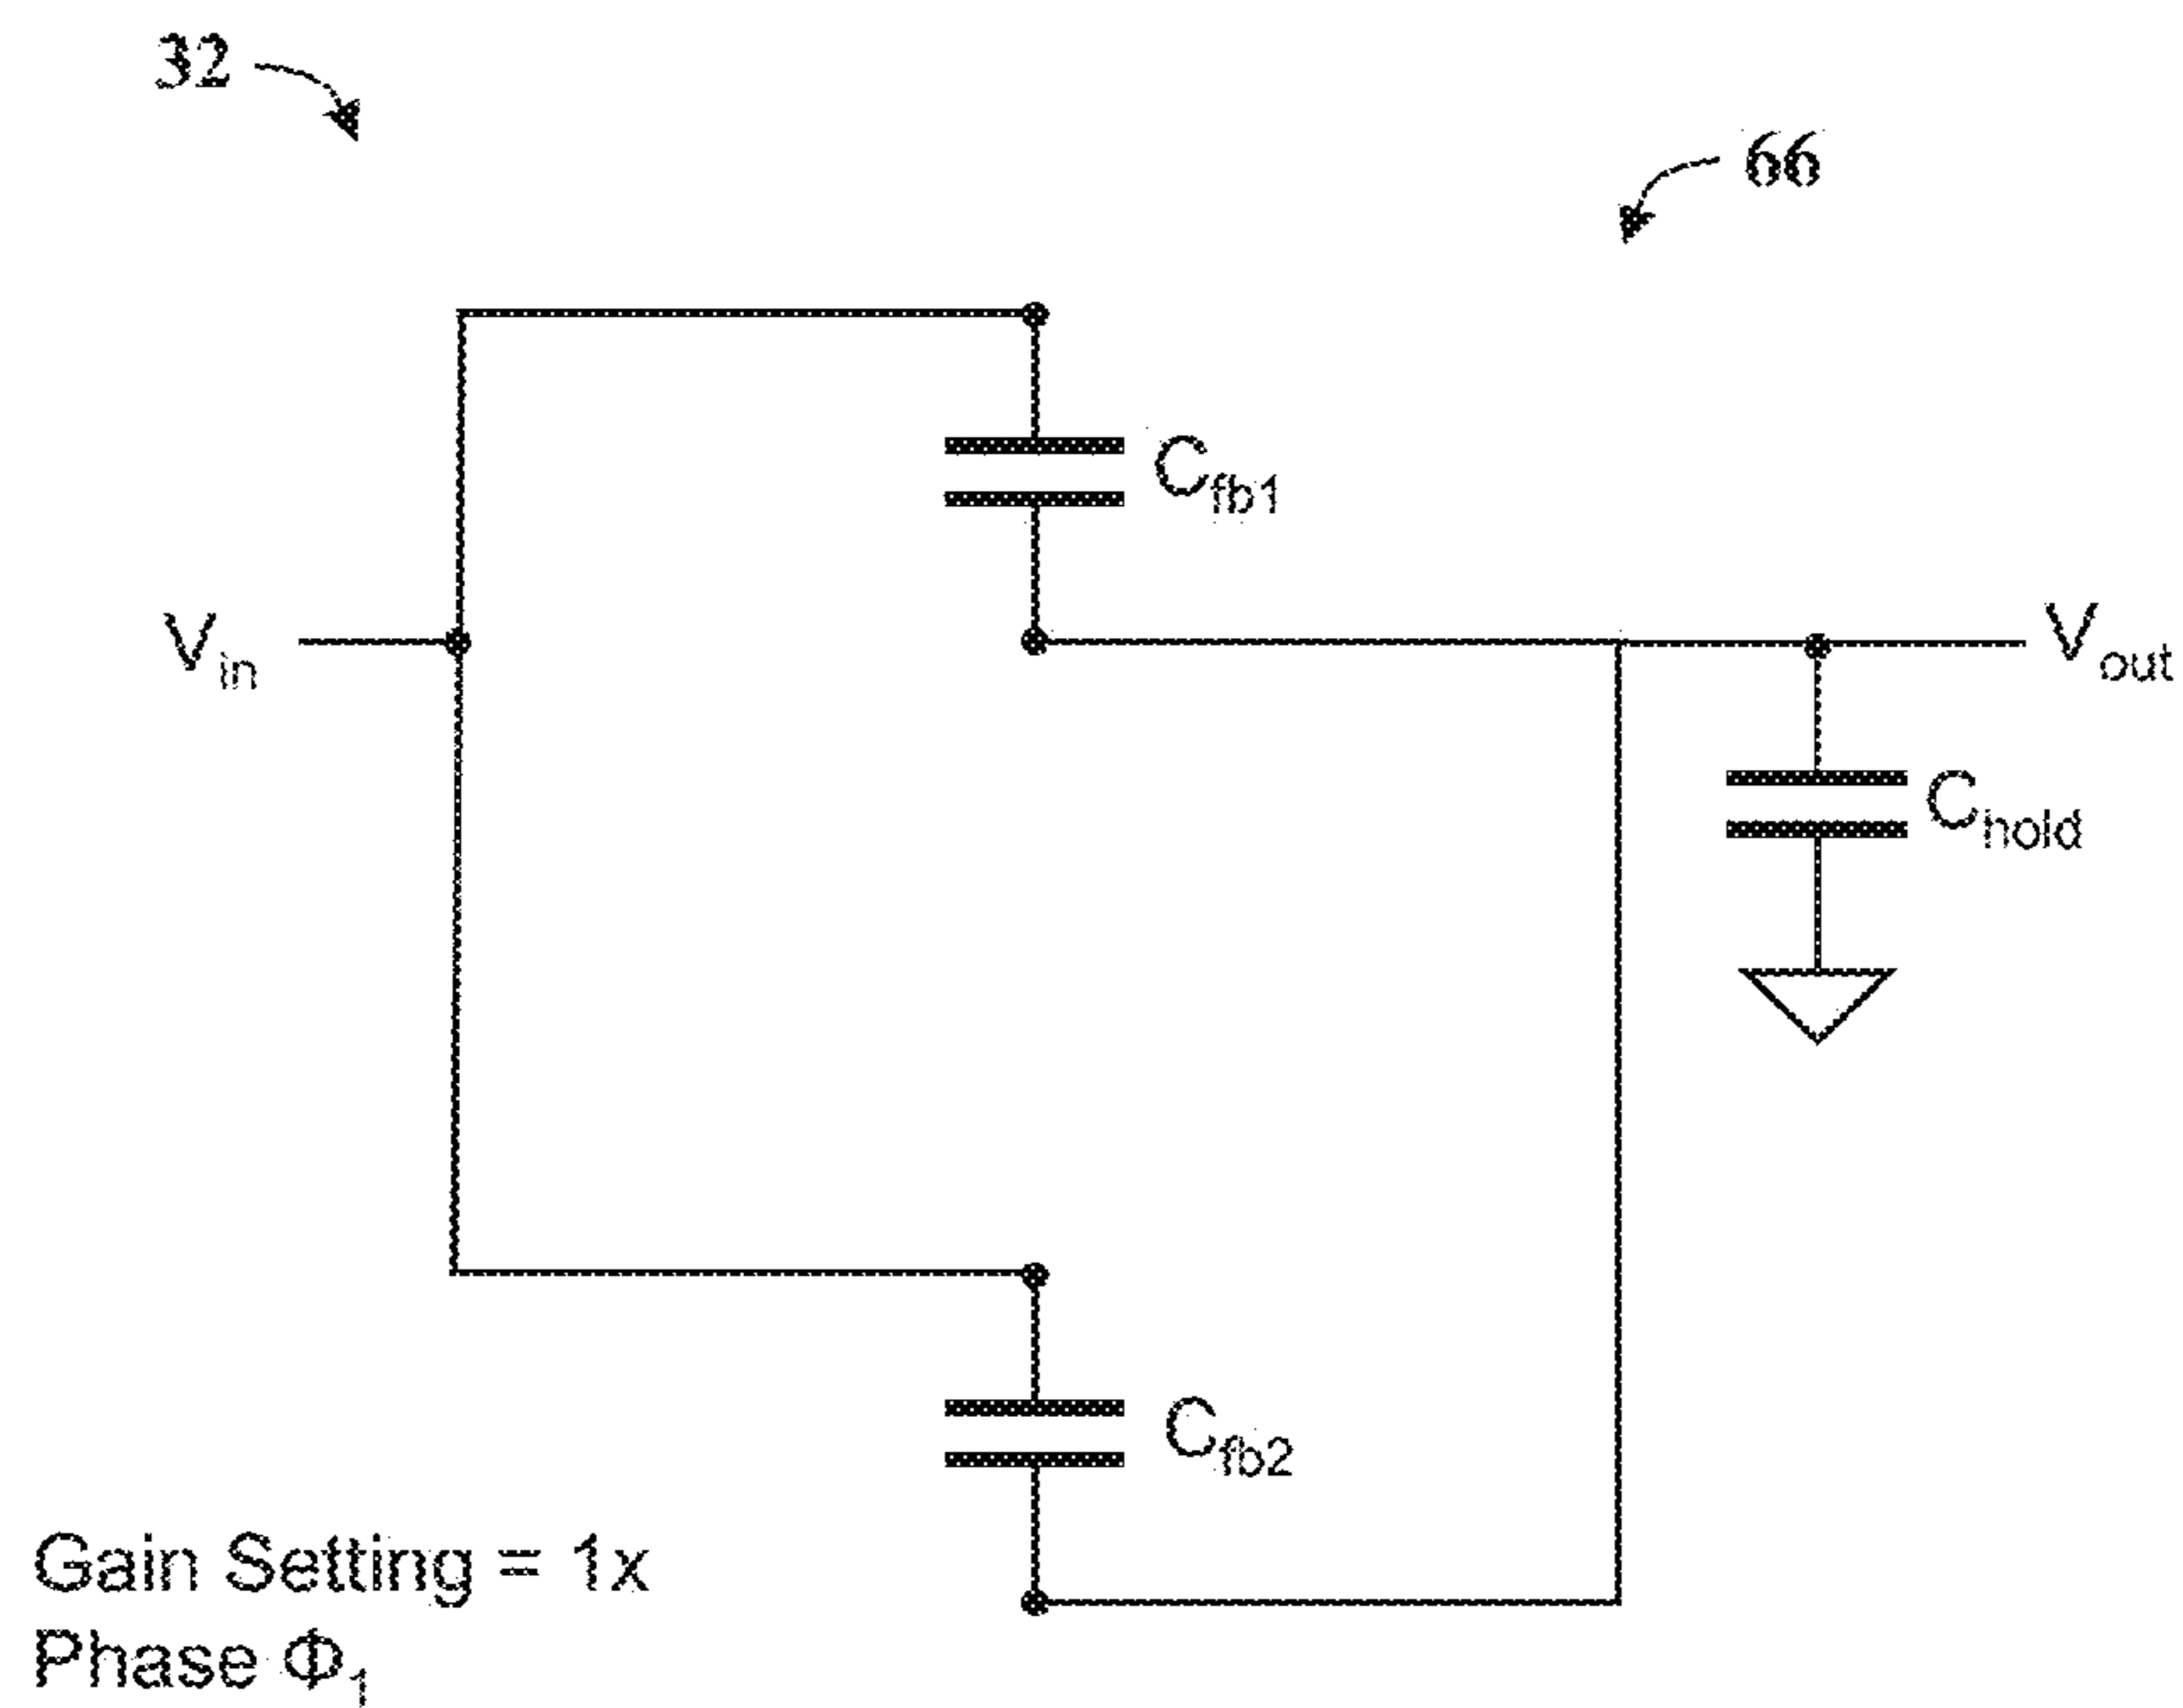 32
66
C_fb1
V_in
V_out
C_hold
C_fb2
Gain Setting = 1x
Phase Φ_1